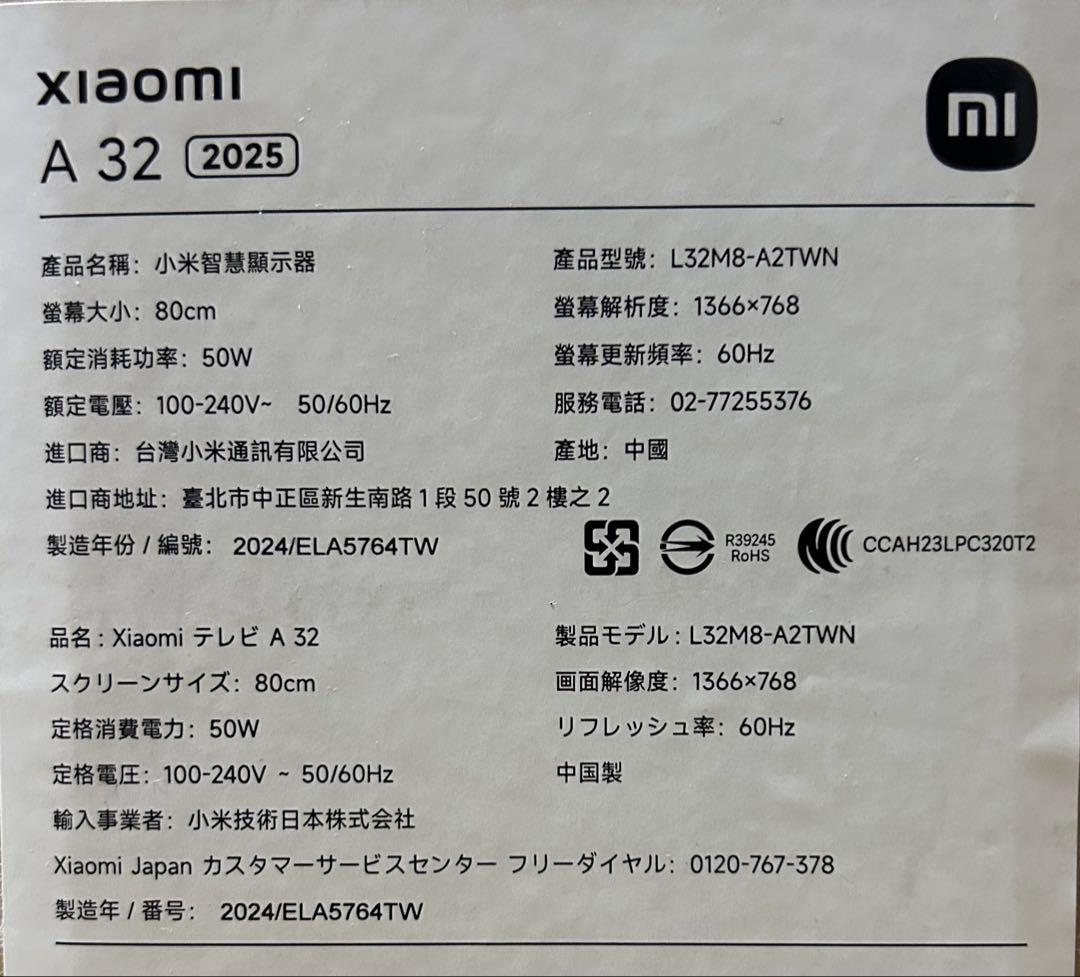 xiaomi
mi
A 32 2025
產品名稱：小米智慧顯示器
產品型號：L32M8-A2TWN
螢幕大小：80cm
螢幕解析度：1366×768
額定消耗功率：50W
螢幕更新頻率：60Hz
額定電壓：100-240V~ 50/60Hz
服務電話：02-77255376
進口商：台灣小米通訊有限公司
產地：中國
進口商地址：臺北市中正區新生南路1段50號2樓之2
製造年份 / 編號： 2024/ELA5764TW
R39245
RoHS
CCAH23LPC320T2
品名 : Xiaomi テレビ A 32
製品モデル : L32M8-A2TWN
スクリーンサイズ：80cm
画面解像度：1366×768
定格消費電力：50W
リフレッシュ率：60Hz
定格電圧：100-240V ~ 50/60Hz
中国製
輸入事業者：小米技術日本株式会社
Xiaomi Japan カスタマーサービスセンター フリーダイヤル：0120-767-378
製造年 / 番号： 2024/ELA5764TW